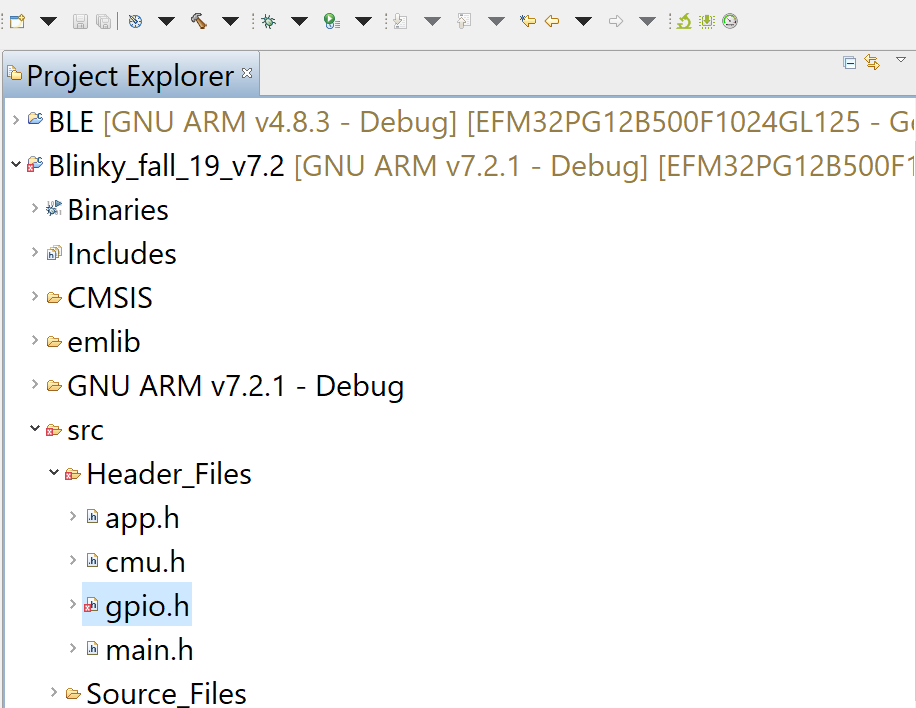 Project Explorer
BLE [GNU ARM v4.8.3 - Debug] [EFM32PG12B500F1024GL125 - Ge
Blinky_fall_19_v7.2 [GNU ARM v7.2.1 - Debug] [EFM32PG12B500F1
Binaries
Includes
CMSIS
emlib
GNU ARM v7.2.1 - Debug
src
Header_Files
app.h
cmu.h
gpio.h
main.h
Source_Files